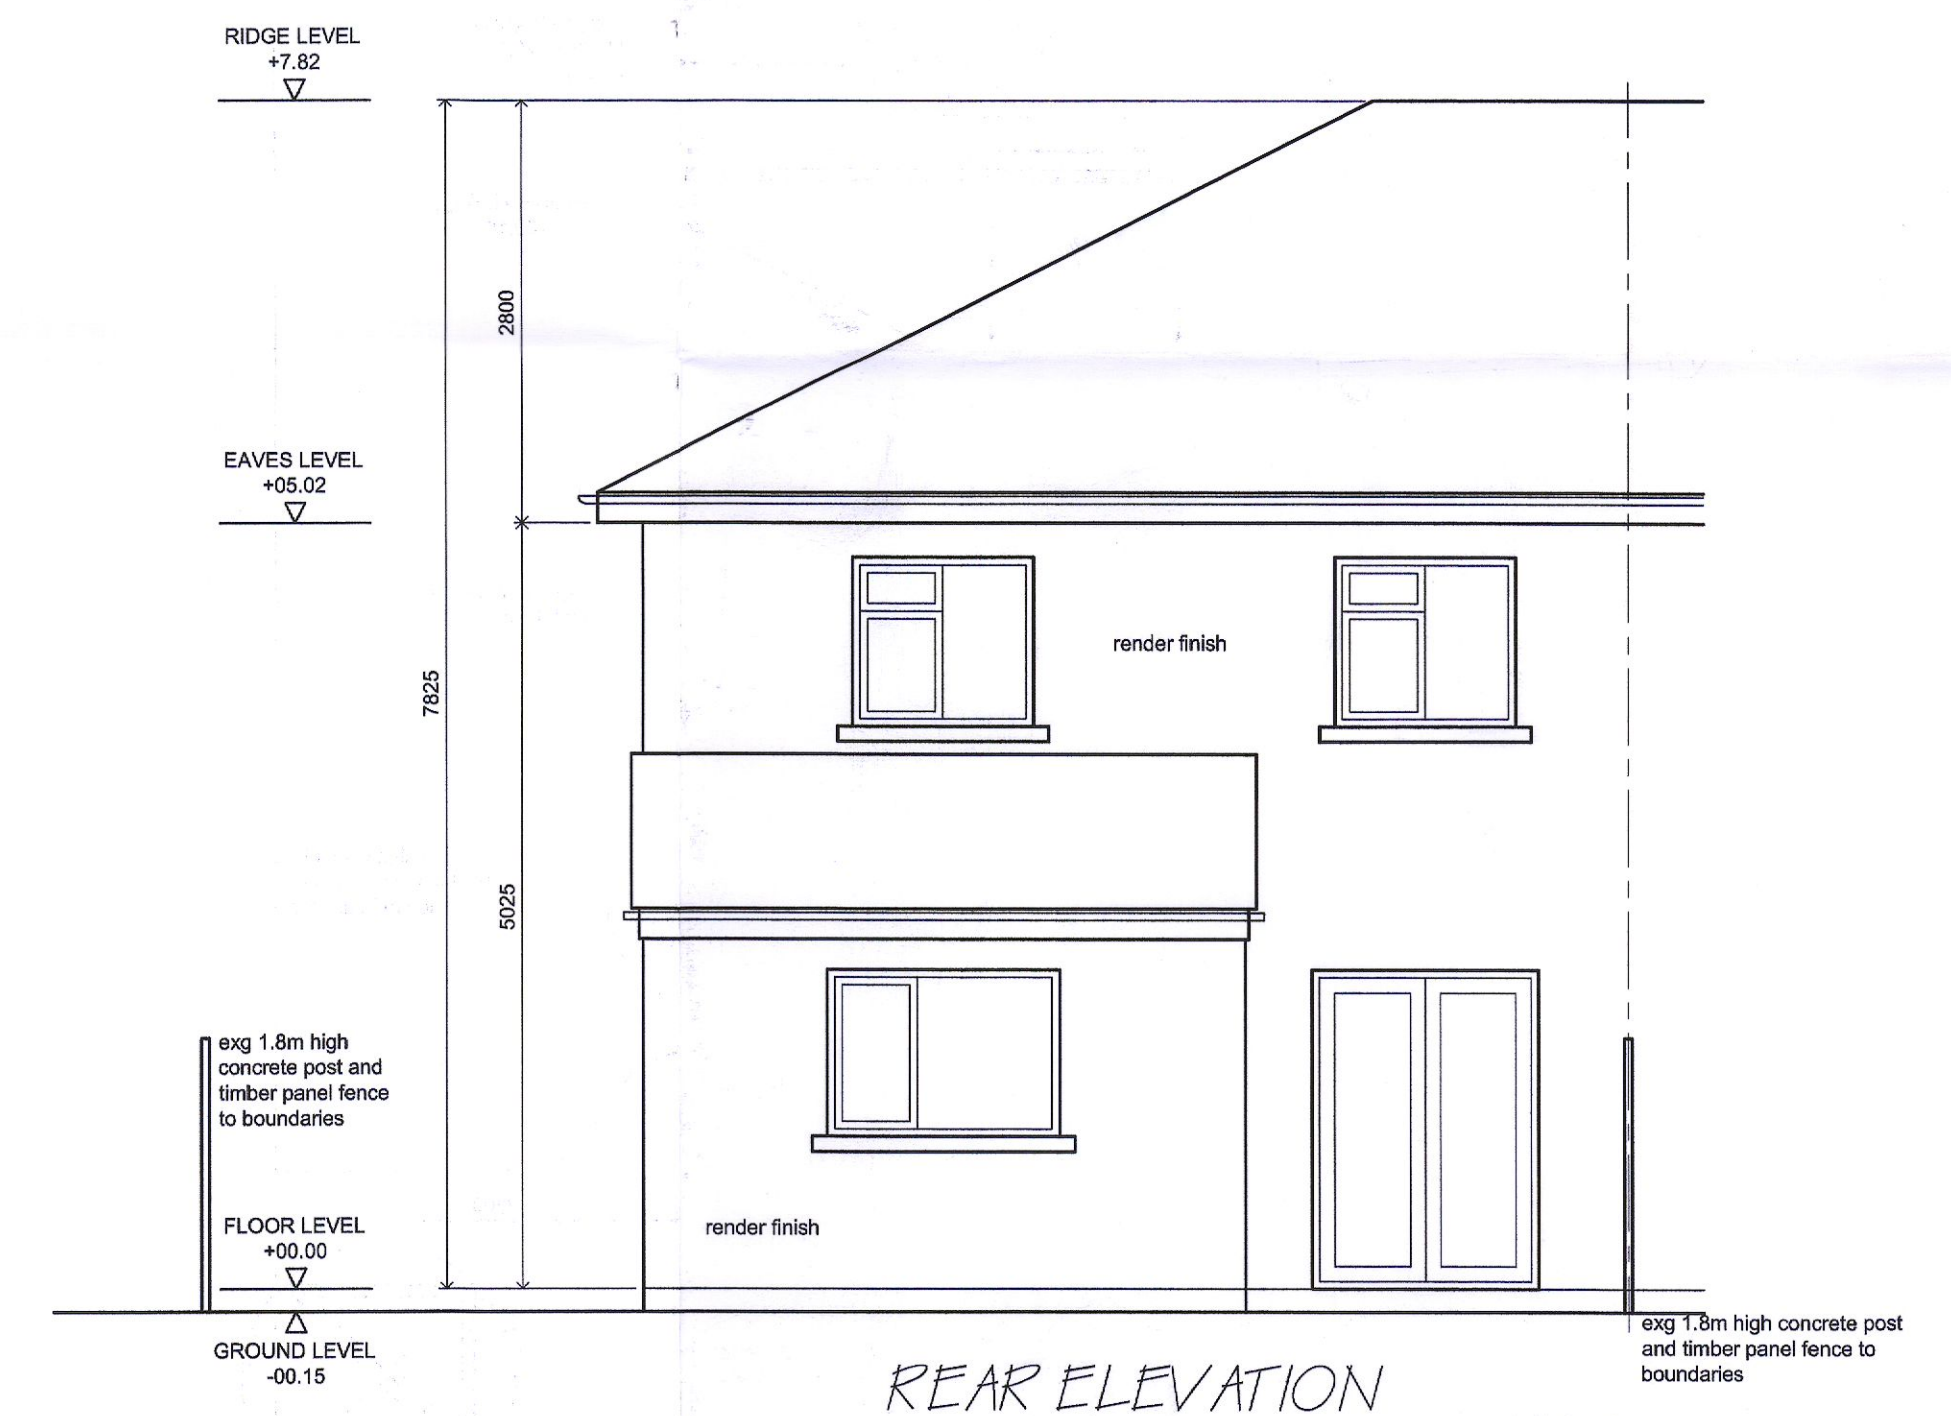 RIDGE LEVEL
+7.82
2800
EAVES LEVEL
+05.02
render finish
7825
5025
exg 1.8m high
concrete post and
timber panel fence
to boundaries
FLOOR LEVEL
+00.00
render finish
GROUND LEVEL
-00.15
exg 1.8m high concrete post
and timber panel fence to
boundaries
REAR ELEVATION